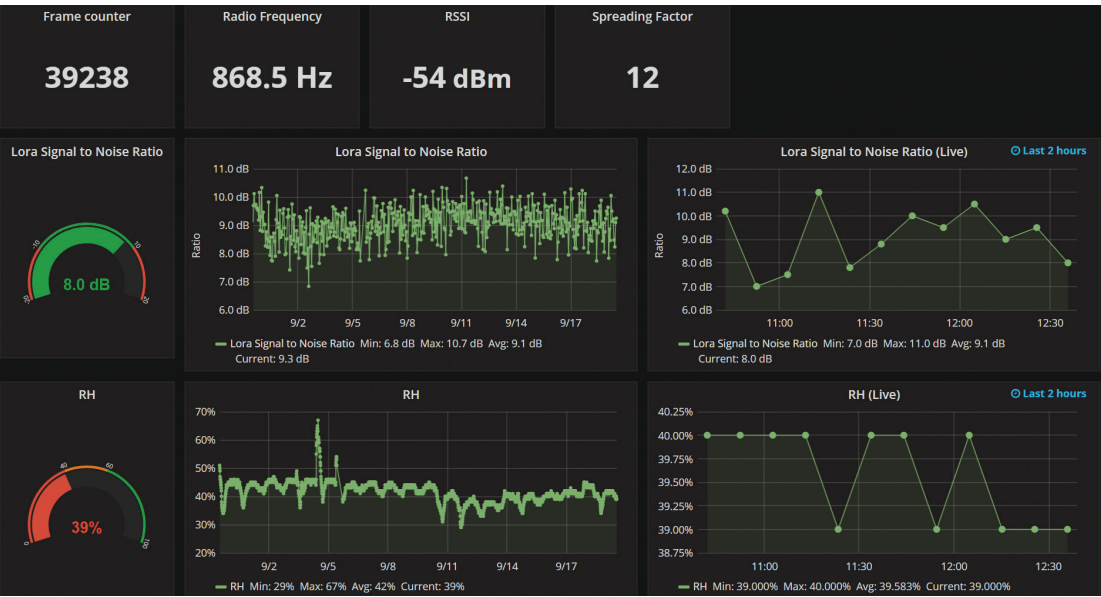 Frame counter
Radio Frequency
RSSI
Spreading Factor
39238
868.5 Hz
-54 dBm
12
Lora Signal to Noise Ratio
-20
-10
10
20
8.0 dB
Lora Signal to Noise Ratio
11.0 dB
10.0 dB
9.0 dB
8.0 dB
7.0 dB
6.0 dB
Ratio
9/2 9/5 9/8 9/11 9/14 9/17
Lora Signal to Noise Ratio Min: 6.8 dB Max: 10.7 dB Avg: 9.1 dB
Current: 9.3 dB
Lora Signal to Noise Ratio (Live)
Last 2 hours
12.0 dB
11.0 dB
10.0 dB
9.0 dB
8.0 dB
7.0 dB
6.0 dB
Ratio
11:00 11:30 12:00 12:30
Lora Signal to Noise Ratio Min: 7.0 dB Max: 11.0 dB Avg: 9.1 dB
Current: 8.0 dB
RH
0
40
60
100
39%
RH
70%
60%
50%
40%
30%
20%
9/2 9/5 9/8 9/11 9/14 9/17
RH Min: 29% Max: 67% Avg: 42% Current: 39%
RH (Live)
Last 2 hours
40.25%
40.00%
39.75%
39.50%
39.25%
39.00%
38.75%
11:00 11:30 12:00 12:30
RH Min: 39.000% Max: 40.000% Avg: 39.583% Current: 39.000%